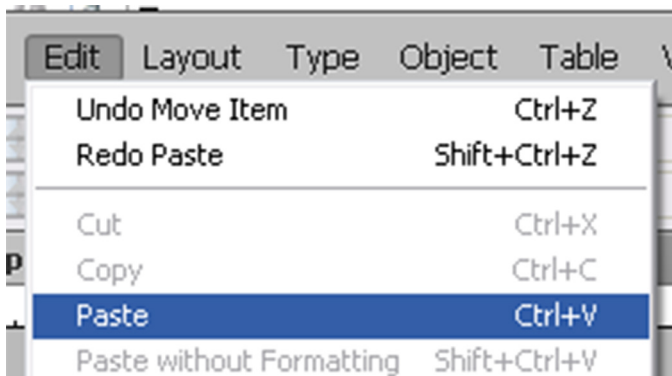 Edit Layout Type Object Table
Undo Move Item Ctrl+Z
Redo Paste Shift+Ctrl+Z
Cut Ctrl+X
Copy Ctrl+C
Paste Ctrl+V
Paste without Formatting Shift+Ctrl+V